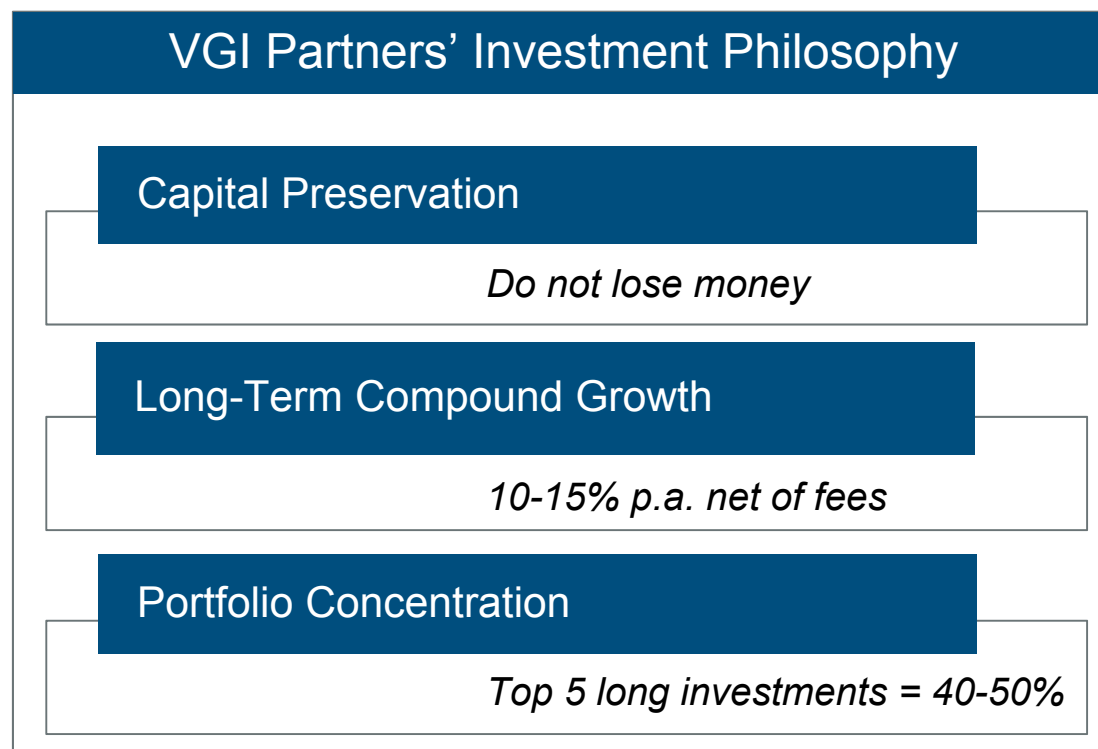 VGI Partners’ Investment Philosophy
Capital Preservation
Do not lose money
Long-Term Compound Growth
10-15% p.a. net of fees
Portfolio Concentration
Top 5 long investments = 40-50%